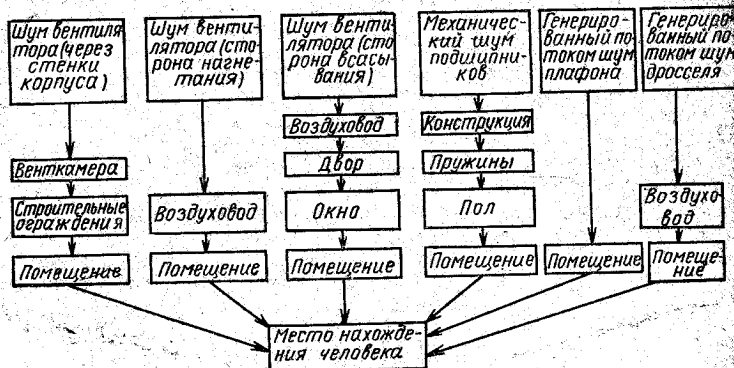 Шум вентиля
тора (через
стенки
корпуса)
Шум венти-
лятора (сто
рона нагне-
тания)
Шум венти-
лятора (сто
рона всасы-
вания)
Механичес-
кий шум
подшипни-
ков
Генериро-
ванный по-
током шум
плафона
Генериро-
ванный по
током шум
дросселя
Воздуховод
Конструкция
Венткамера
Двор
Пружины
Строительные
ограждения
Воздуховод
Окно
Пол
Воздухо-
вод
Помещение
Помещение
Помещение
Помещение
Помещение
Помеще-
ние
Место нахожде-
ния человека